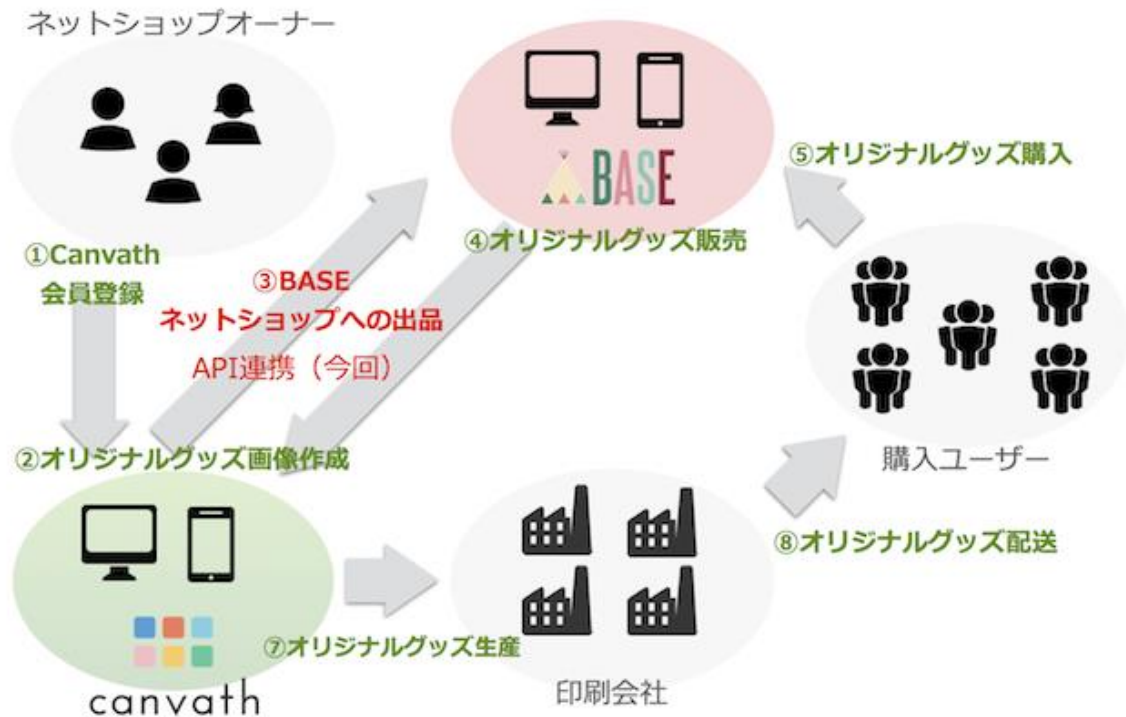 ネットショップオーナー
BASE
⑤オリジナルグッズ購入
④オリジナルグッズ販売
①Canvath
会員登録
③BASE
ネットショップへの出品
API連携（今回）
②オリジナルグッズ画像作成
購入ユーザー
⑧オリジナルグッズ配送
⑦オリジナルグッズ生産
印刷会社
canvath